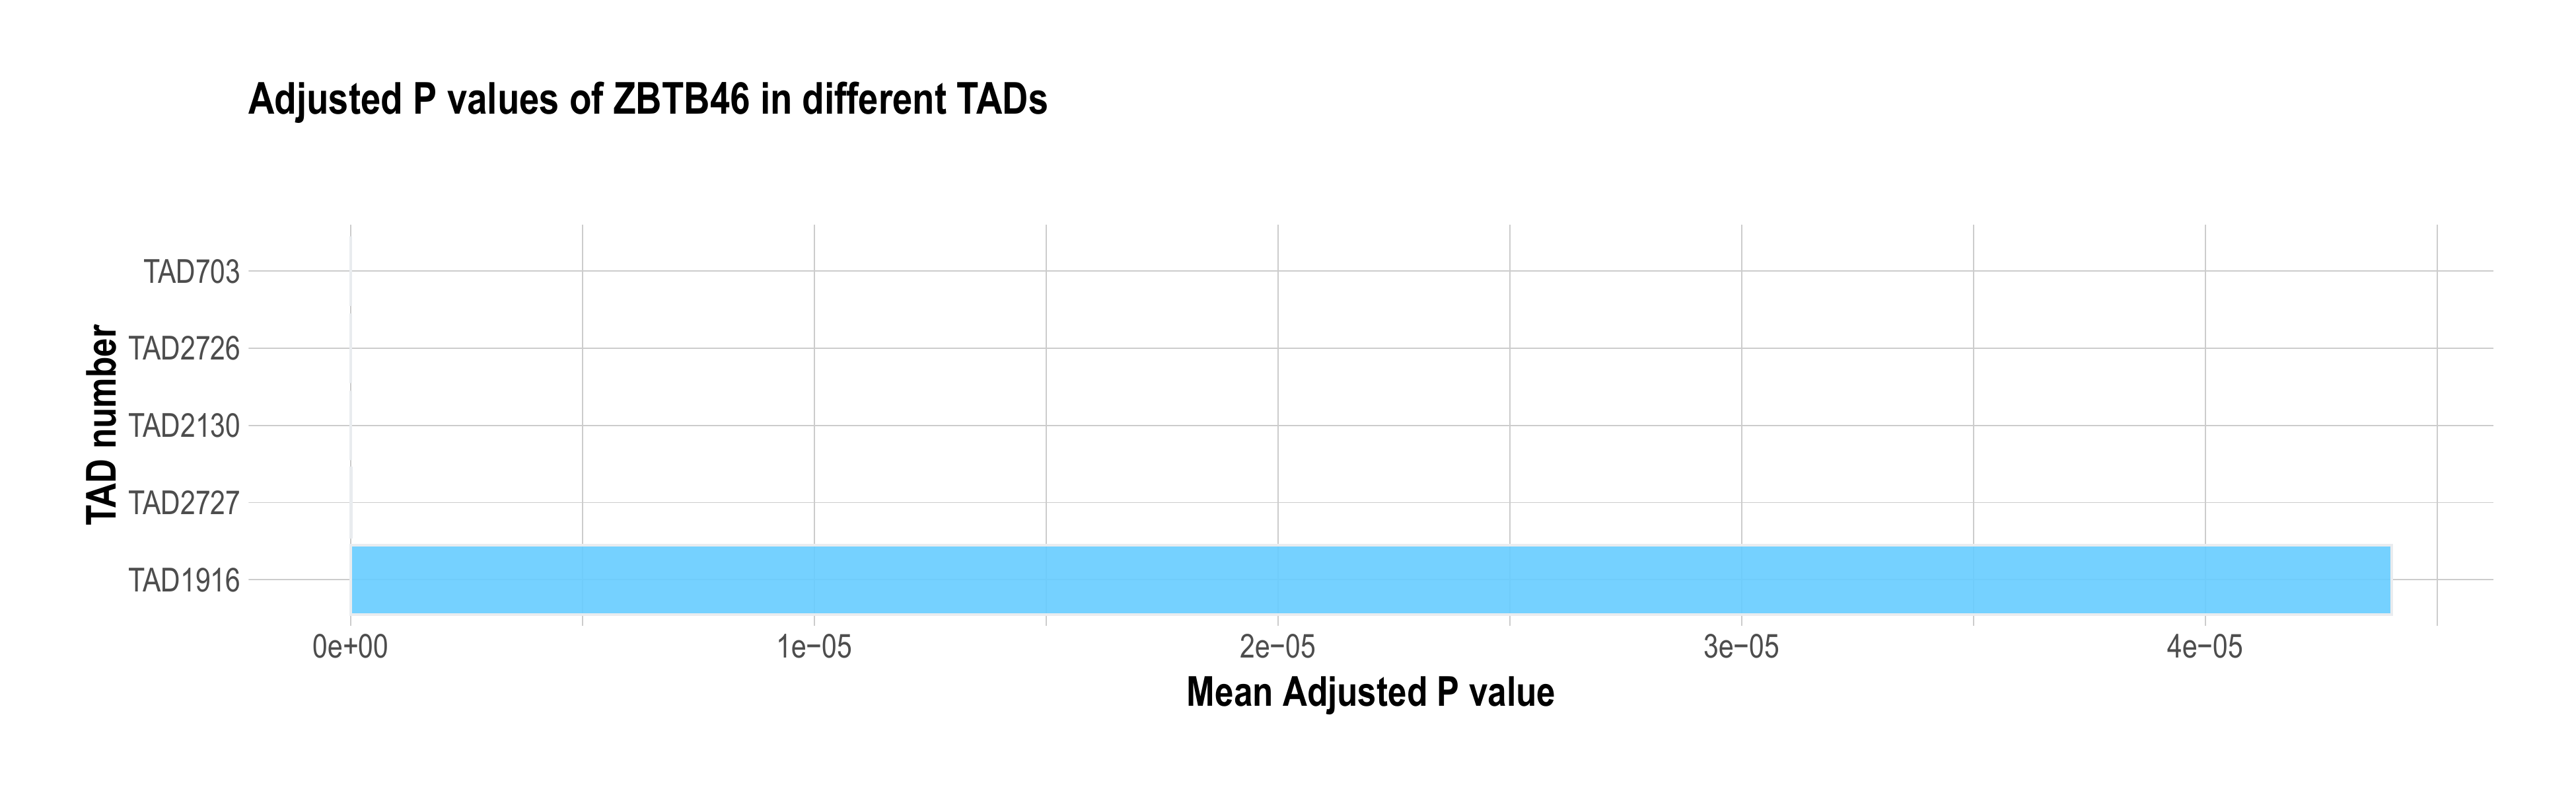 Adjusted P values of ZBTB46 in different TADs
TAD number
TAD703
TAD2726
TAD2130
TAD2727
TAD1916
0e+00 1e−05 2e−05 3e−05 4e−05
Mean Adjusted P value